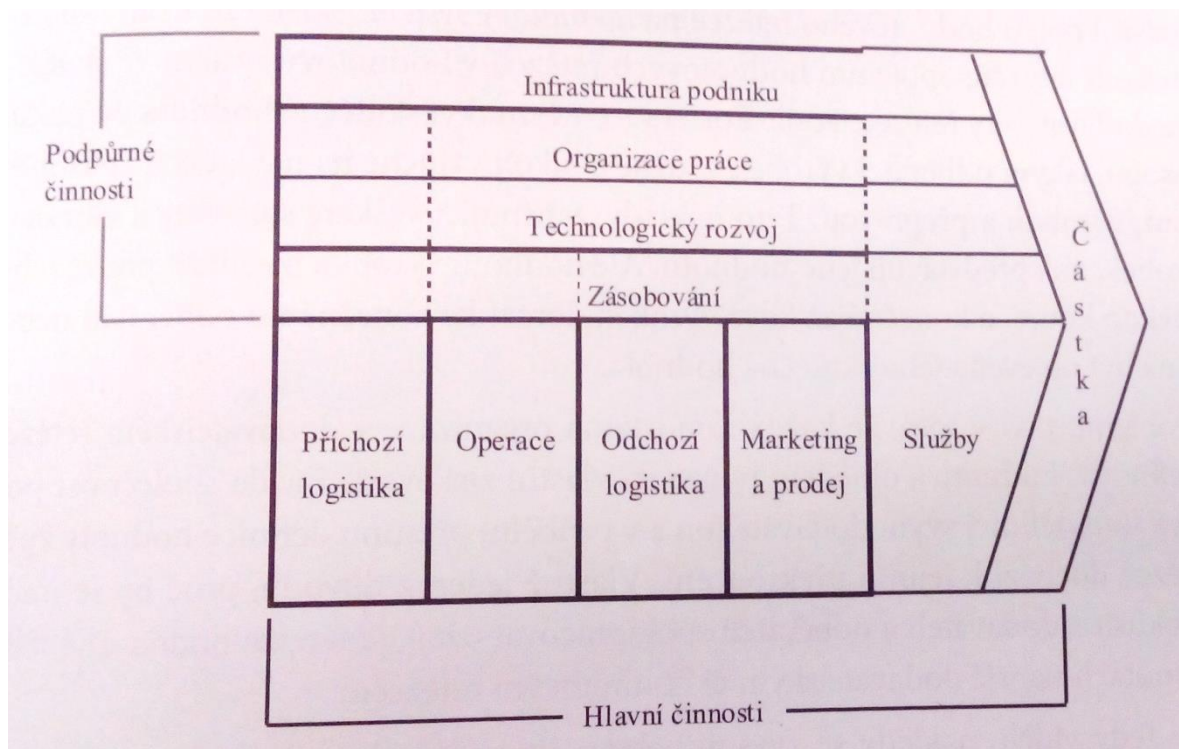 Infrastruktura podniku
Podpůrné
činnosti
Organizace práce
Technologický rozvoj
Zásobování
Příchozí
logistika
Operace
Odchozí
logistika
Marketing
a prodej
Služby
Částka
Hlavní činnosti